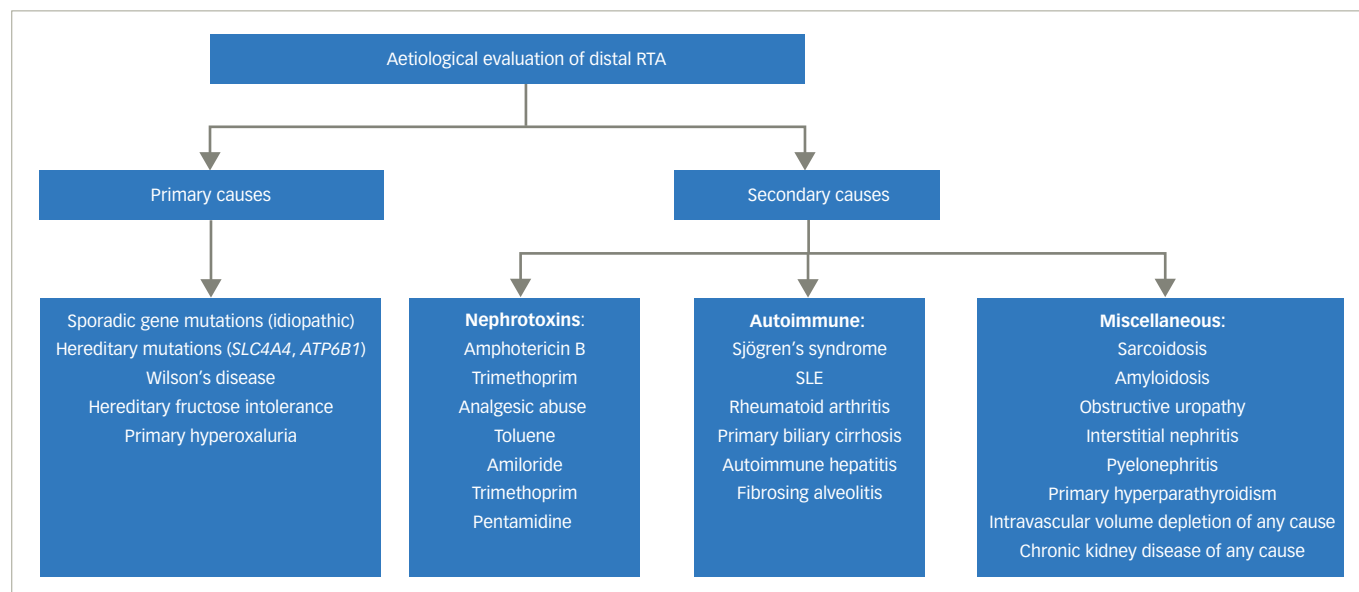 Aetiological evaluation of distal RTA
Primary causes
Secondary causes
Sporadic gene mutations (idiopathic)
Hereditary mutations (SLC4A4, ATP6B1)
Wilson's disease
Hereditary fructose intolerance
Primary hyperoxaluria
Nephrotoxins:
Amphotericin B
Trimethoprim
Analgesic abuse
Toluene
Amiloride
Trimethoprim
Pentamidine
Autoimmune:
Sjögren's syndrome
SLE
Rheumatoid arthritis
Primary biliary cirrhosis
Autoimmune hepatitis
Fibrosing alveolitis
Miscellaneous:
Sarcoidosis
Amyloidosis
Obstructive uropathy
Interstitial nephritis
Pyelonephritis
Primary hyperparathyroidism
Intravascular volume depletion of any cause
Chronic kidney disease of any cause